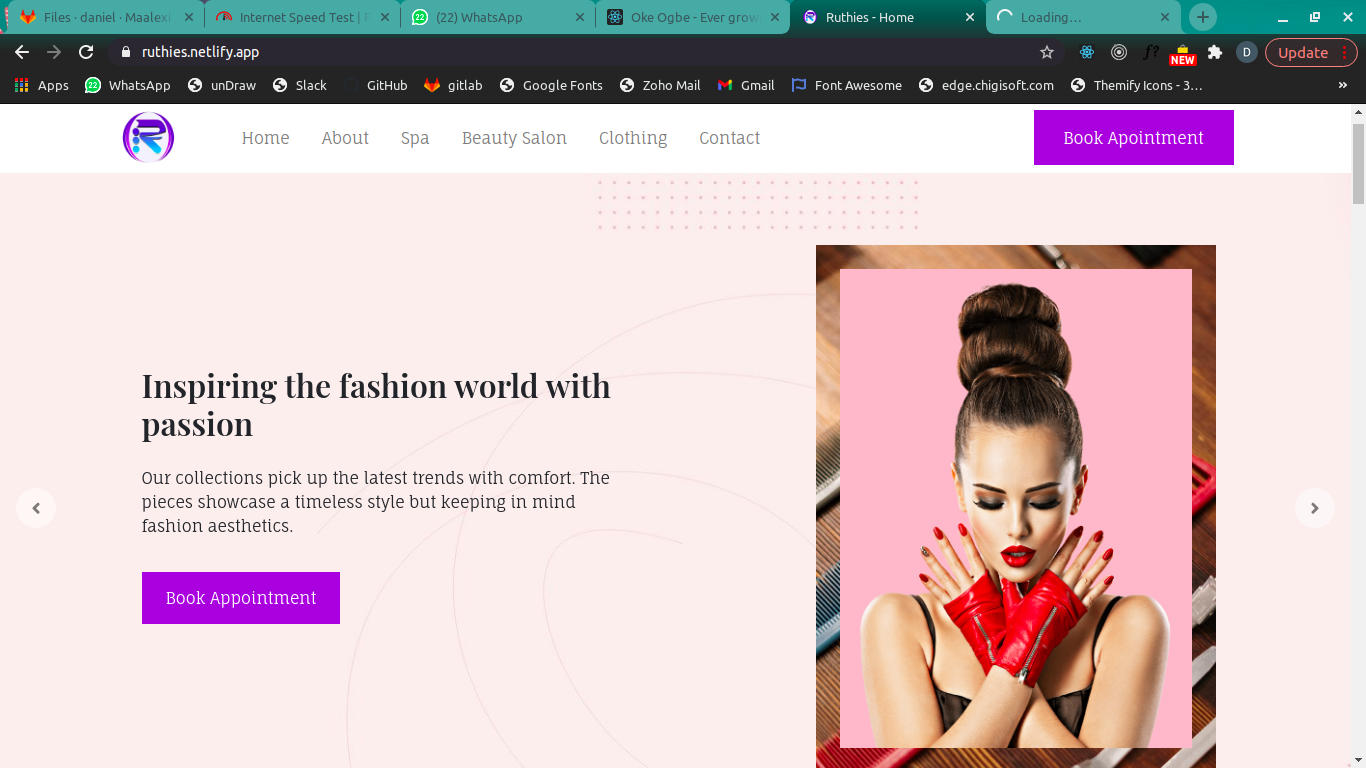 Files · daniel · Maalexi
Internet Speed Test |
(22) WhatsApp
Oke Ogbe - Ever grow
Ruthies - Home
Loading…
ruthies.netlify.app
f?
NEW
D
Update
Apps
22
WhatsApp
unDraw
Slack
GitHub
gitlab
Google Fonts
Zoho Mail
Gmail
Font Awesome
edge.chigisoft.com
Themify Icons - 3…
»
R
Home
About
Spa
Beauty Salon
Clothing
Contact
Book Apointment
Inspiring the fashion world with
passion
Our collections pick up the latest trends with comfort. The
pieces showcase a timeless style but keeping in mind
fashion aesthetics.
Book Appointment